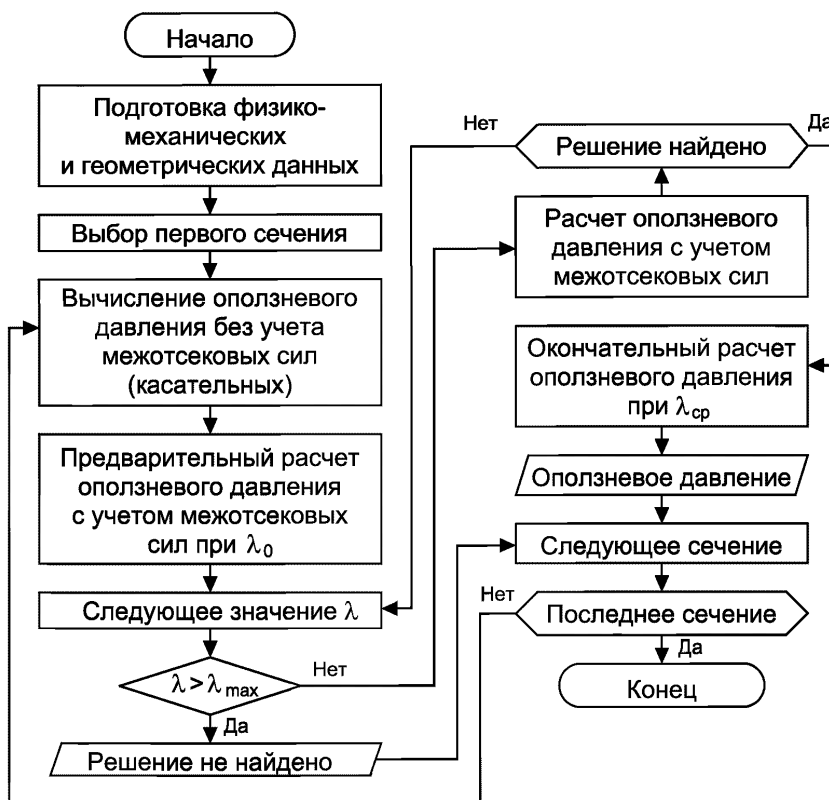 Начало
Подготовка физико-
механических
и геометрических данных
Выбор первого сечения
Вычисление оползневого
давления без учета
межотсековых сил
(касательных)
Предварительный расчет
оползневого давления
с учетом межотсековых
сил при λ₀
Следующее значение λ
λ > λmax
Нет
Да
Решение не найдено
Нет
Решение найдено
Да
Расчет оползневого
давления с учетом
межотсековых сил
Окончательный расчет
оползневого давления
при λср
Оползневое давление
Следующее сечение
Нет
Последнее сечение
Да
Конец